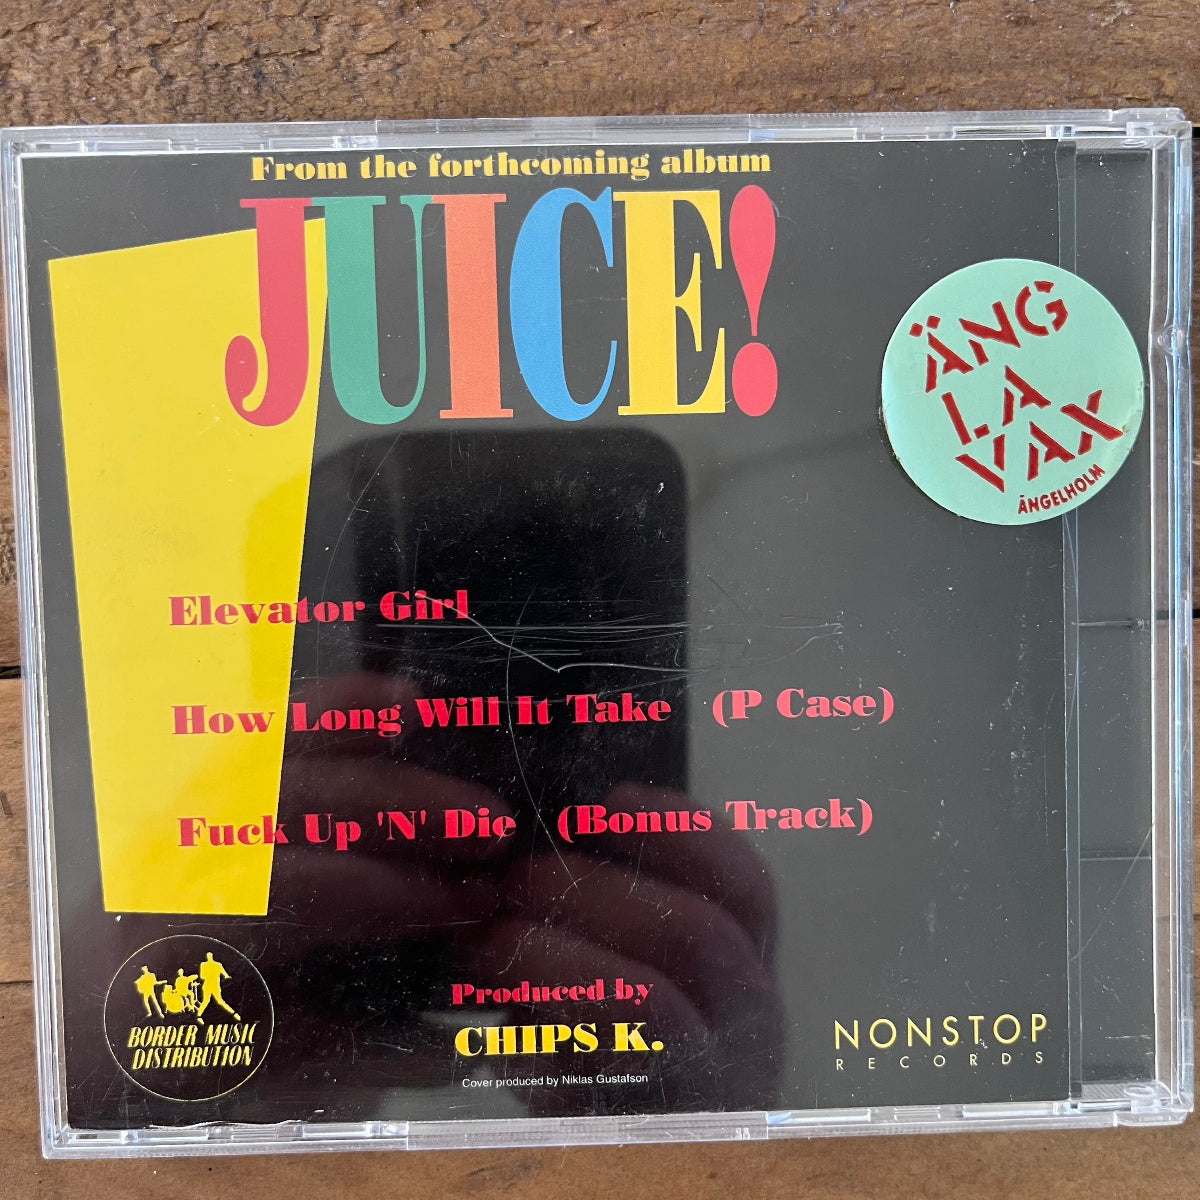 From the forthcoming album
JUICE!
ÄNG
LA
VAX
ÄNGELHOLM
Elevator Girl
How Long Will It Take (P Case)
Fuck Up 'N' Die (Bonus Track)
BORDER MUSIC
DISTRIBUTION
Produced by
CHIPS K.
Cover produced by Niklas Gustafson
NONSTOP
RECORDS